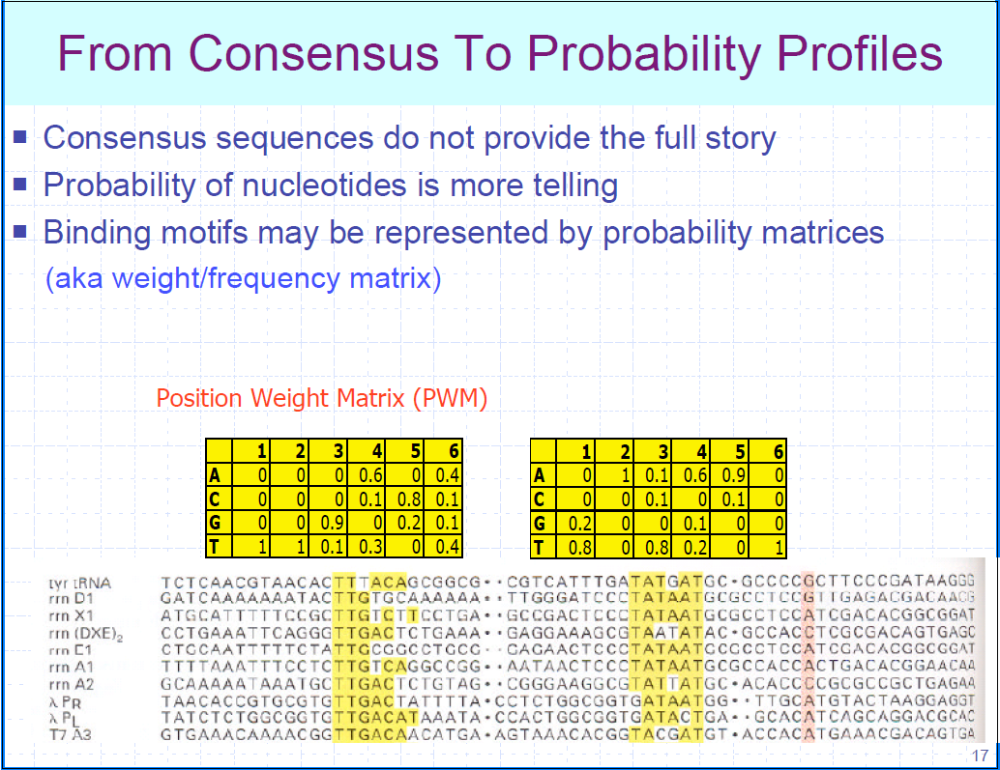 From Consensus To Probability Profiles
Consensus sequences do not provide the full story
Probability of nucleotides is more telling
Binding motifs may be represented by probability matrices
(aka weight/frequency matrix)
Position Weight Matrix (PWM)
1 2 3 4 5 6
A 0 0 0 0.6 0 0.4
C 0 0 0 0.1 0.8 0.1
G 0 0 0.9 0 0.2 0.1
T 1 1 0.1 0.3 0 0.4
1 2 3 4 5 6
A 0 1 0.1 0.6 0.9 0
C 0 0 0.1 0 0.1 0
G 0.2 0 0 0.1 0 0
T 0.8 0 0.8 0.2 0 1
tyr tRNA TCTCAACGTAACACTTTACAGCGGCG··CGTCATTTGATATGATGC·GCCCCGCTTCCCGATAAGGG
rrn D1 GATCAAAAAAATACTTGTGCAAAAAA··TTGGGATCCCTATAATGCGCCTCCGTTGAGACGACAACG
rrn X1 ATGCATTTTTCCGCTTGTCTTCCTGA··GCCGACTCCCTATAATGCGCCTCCATCGACACGGCGGAT
rrn (DXE)2 CCTGAAATTCAGGGTTGACTCTGAAA··GAGGAAAGCGTAATATAC·GCCACCTCGCGACAGTGAGC
rrn E1 CTGCAATTTTTCTATTGCGGCCTGCG··GAGAACTCCCTATAATGCGCCTCCATCGACACGGCGGAT
rrn A1 TTTTAAATTTCCTCTTGTCAGGCCGG··AATAACTCCCTATAATGCGCCACCACTGACACGGAACAA
rrn A2 GCAAAAATAAATGCTTGACTCTGTAG··CGGGAAGGCGTATTATGC·ACACCCCGCGCCGCTGAGAA
λ PR TAACACCGTGCGTGTTGACTATTTTA·CCTCTGGCGGTGATAATGG··TTGCATGTACTAAGGAGGT
λ PL TATCTCTGGCGGTGTTGACATAAATA·CCACTGGCGGTGATACTGA··GCACATCAGCAGGACGCAC
T7 A3 GTGAAACAAAACGGTTGACAACATGA·AGTAAACACGGTACGATGT·ACCACATGAAACGACAGTGA
17